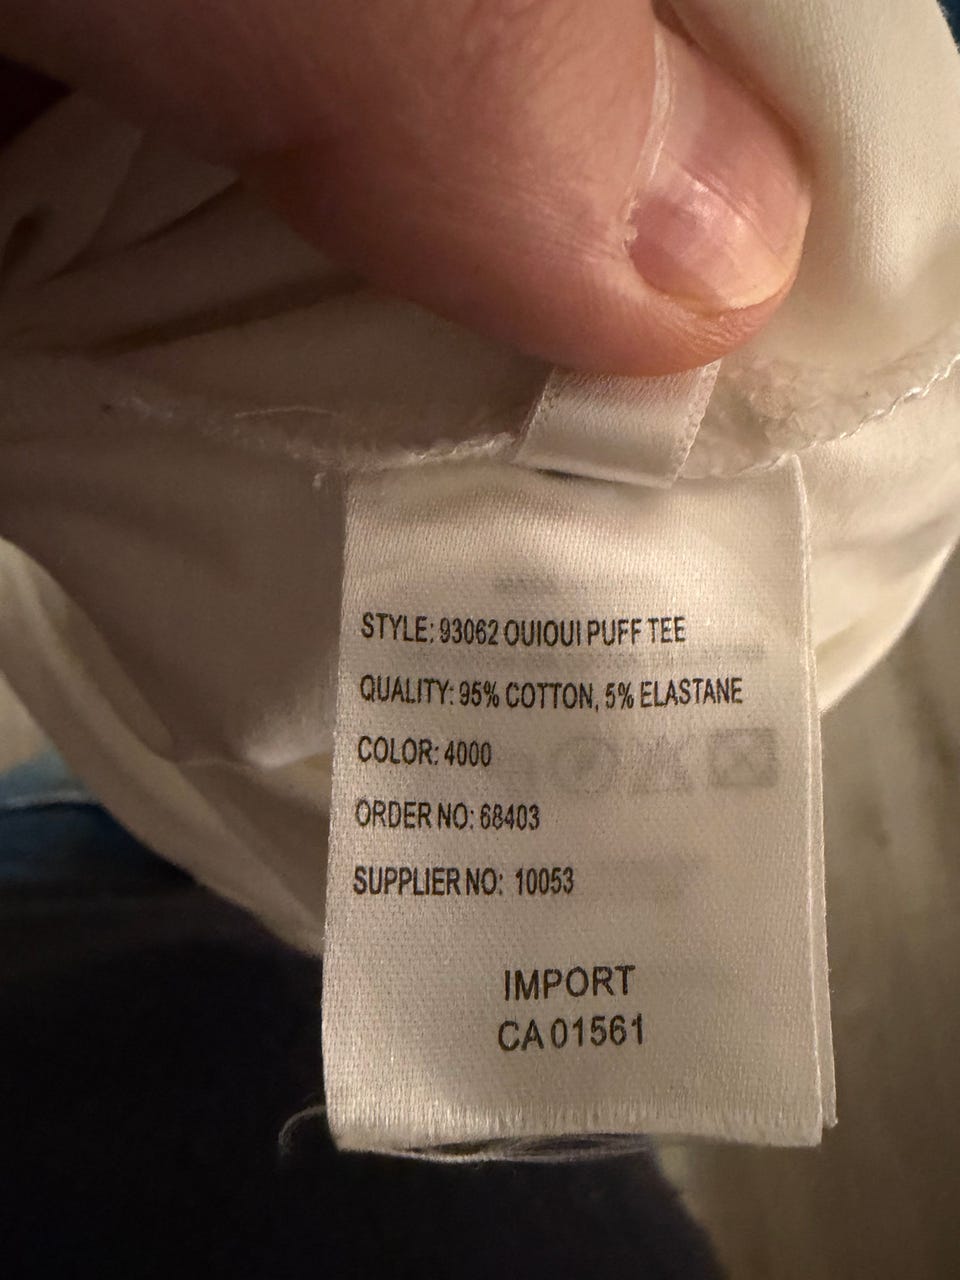 STYLE: 93062 OUIOUI PUFF TEE
QUALITY: 95% COTTON, 5% ELASTANE
COLOR: 4000
ORDER NO: 68403
SUPPLIER NO: 10053
IMPORT
CA 01561